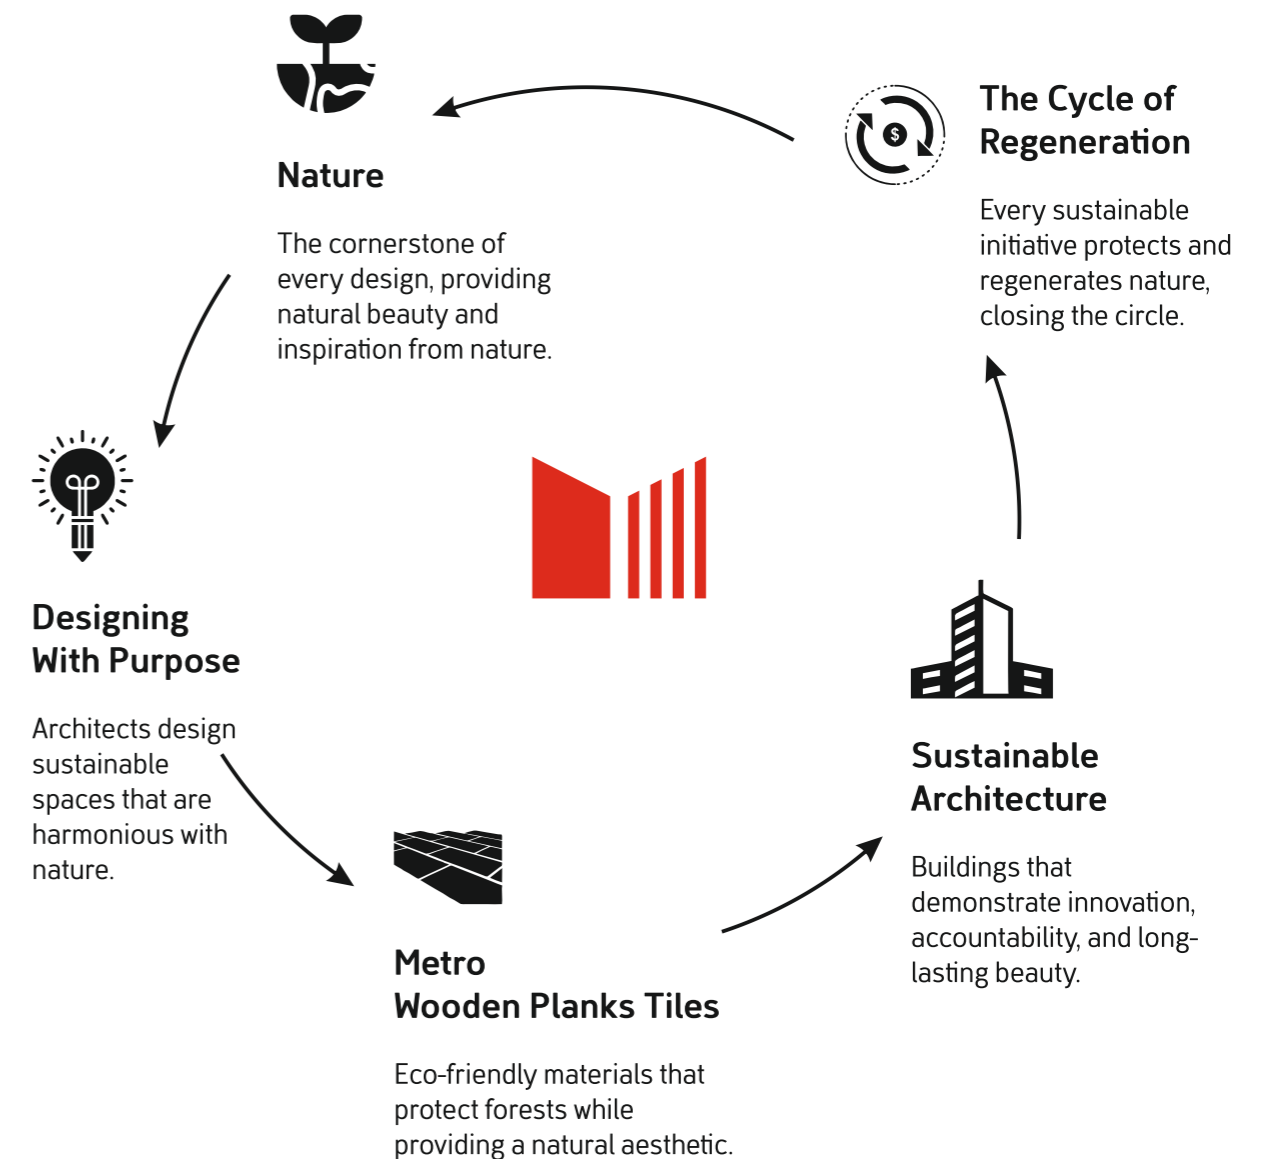 Nature
The cornerstone of
every design, providing
natural beauty and
inspiration from nature.
Designing
With Purpose
Architects design
sustainable
spaces that are
harmonious with
nature.
Metro
Wooden Planks Tiles
Eco-friendly materials that
protect forests while
providing a natural aesthetic.
Sustainable
Architecture
Buildings that
demonstrate innovation,
accountability, and long-
lasting beauty.
$
The Cycle of
Regeneration
Every sustainable
initiative protects and
regenerates nature,
closing the circle.